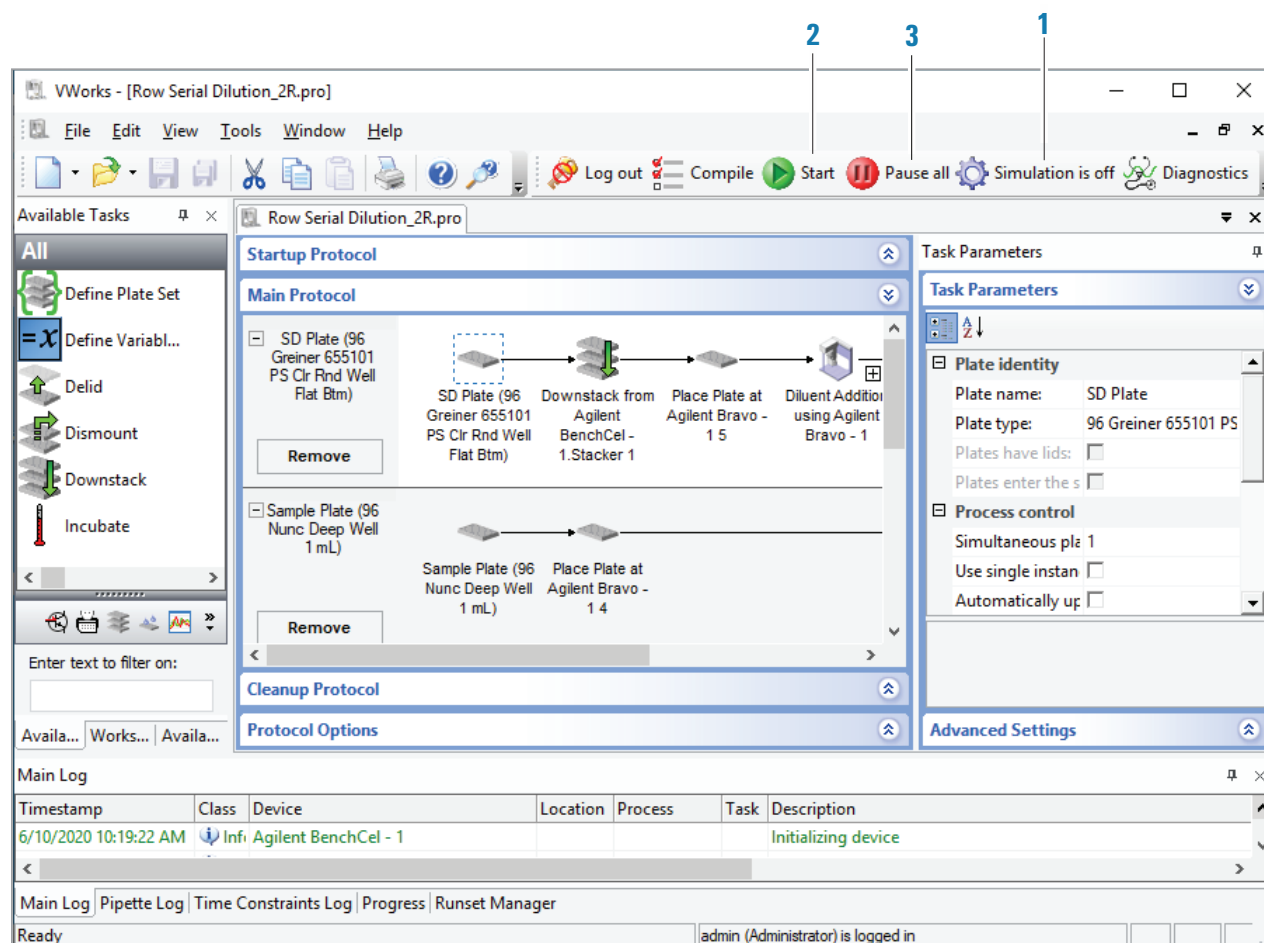 1
2
3
VWorks - [Row Serial Dilution_2R.pro]
File Edit View Tools Window Help
Log out Compile Start Pause all Simulation is off Diagnostics
Available Tasks
All
Define Plate Set
=x Define Variabl...
Delid
Dismount
Downstack
Incubate
Enter text to filter on:
Availa... Works... Availa...
Row Serial Dilution_2R.pro
Startup Protocol
Main Protocol
SD Plate (96
Greiner 655101
PS Clr Rnd Well
Flat Btm)
Remove
SD Plate (96
Greiner 655101
PS Clr Rnd Well
Flat Btm)
Downstack from
Agilent
BenchCel -
1.Stacker 1
Place Plate at
Agilent Bravo -
1 5
Diluent Addition
using Agilent
Bravo - 1
Sample Plate (96
Nunc Deep Well
1 mL)
Remove
Sample Plate (96
Nunc Deep Well
1 mL)
Place Plate at
Agilent Bravo -
1 4
Cleanup Protocol
Protocol Options
Task Parameters
Task Parameters
A
Z
Plate identity
Plate name: SD Plate
Plate type: 96 Greiner 655101 PS
Plates have lids:
Plates enter the s
Process control
Simultaneous pla 1
Use single instan
Automatically up
Advanced Settings
Main Log
Timestamp Class Device Location Process Task Description
6/10/2020 10:19:22 AM Inf Agilent BenchCel - 1 Initializing device
Main Log Pipette Log Time Constraints Log Progress Runset Manager
Ready admin (Administrator) is logged in